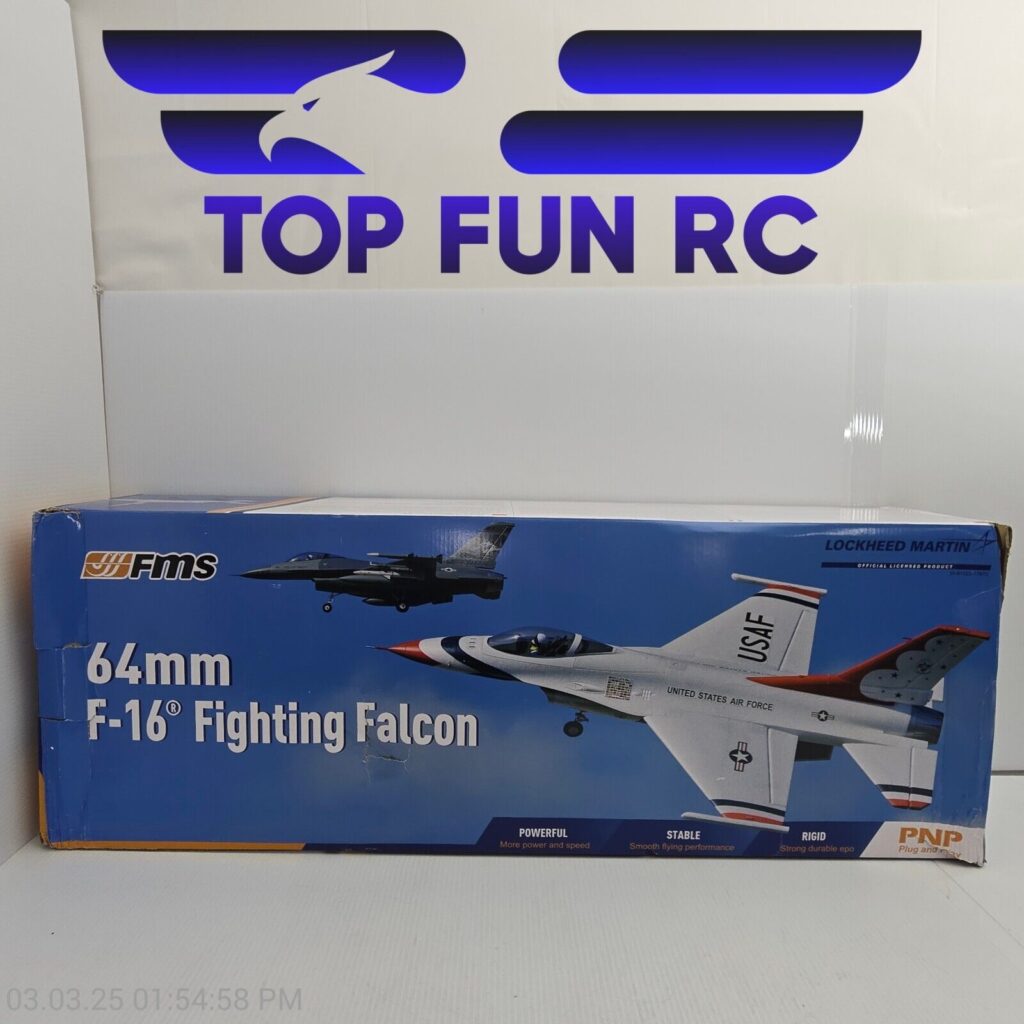 TOP FUN RC
FMS
LOCKHEED MARTIN
OFFICIAL LICENSED PRODUCT
64mm
F-16® Fighting Falcon
USAF
UNITED STATES AIR FORCE
POWERFUL
More power and speed
STABLE
Smooth flying performance
RIGID
Strong durable epo
PNP
Plug and
03.03.25 01:54:58 PM